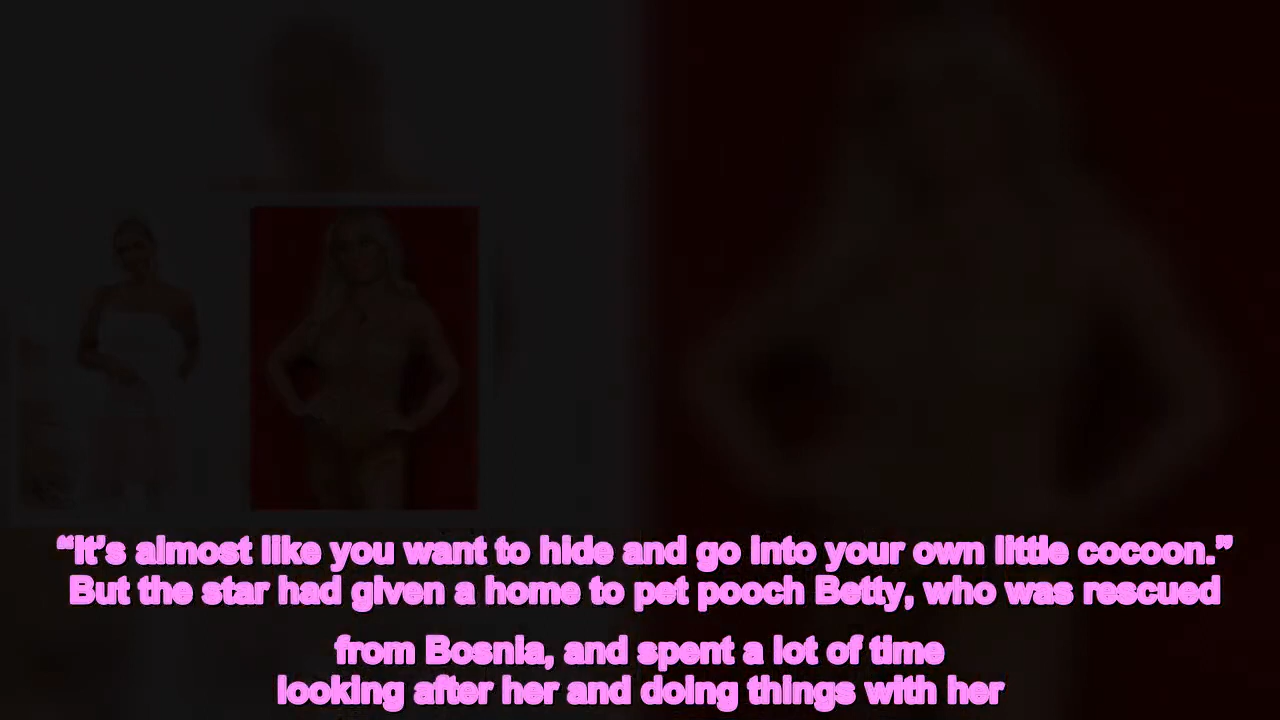 “It’s almost like you want to hide and go into your own little cocoon.”
But the star had given a home to pet pooch Betty, who was rescued
from Bosnia, and spent a lot of time
looking after her and doing things with her